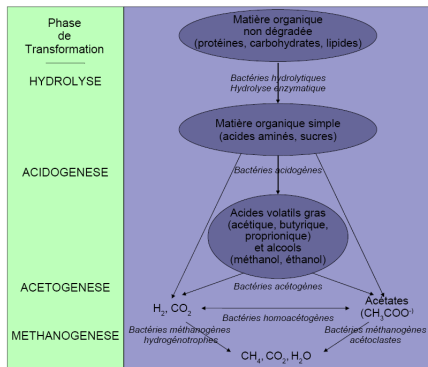 Phase
de
Transformation
Matière organique
non dégradée
(protéines, carbohydrates, lipides)
HYDROLYSE
Bactéries hydrolytiques
Hydrolyse enzymatique
Matière organique simple
(acides aminés, sucres)
ACIDOGENESE
Bactéries acidogènes
Acides volatils gras
(acétique, butyrique,
proprionique)
et alcools
(méthanol, éthanol)
ACETOGENESE
Bactéries acétogènes
H₂, CO₂
Acétates
(CH₃COO⁻)
Bactéries homoacétogènes
METHANOGENESE
Bactéries méthanogènes
hydrogénotrophes
Bactéries méthanogènes
acétoclastes
CH₄, CO₂, H₂O